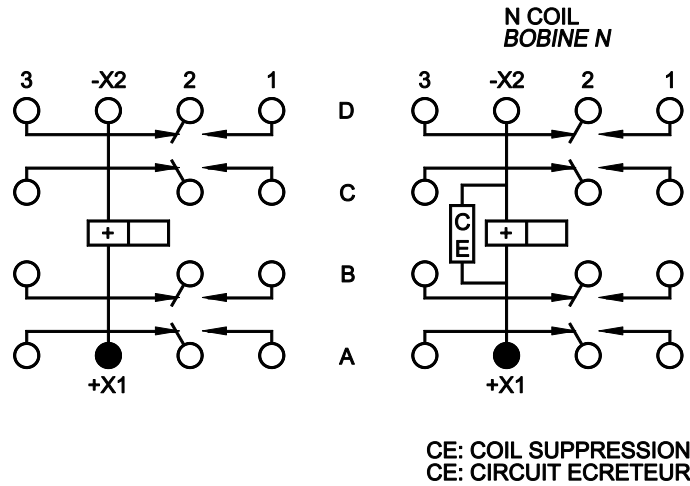 N COIL
BOBINE N
3 -X2 2 1 3 -X2 2 1
D
C
C
E
+ +
B
A
+X1 +X1
CE: COIL SUPPRESSION
CE: CIRCUIT ECRETEUR